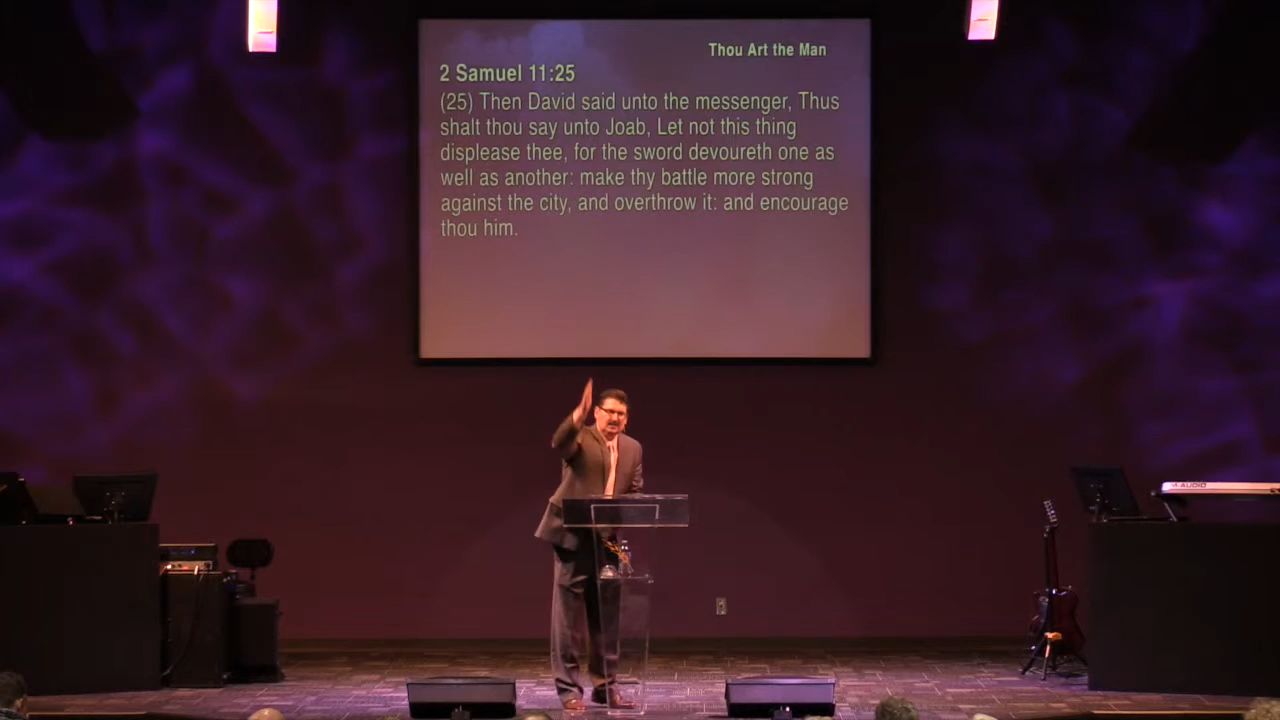 Thou Art the Man
2 Samuel 11:25
(25) Then David said unto the messenger, Thus
shalt thou say unto Joab, Let not this thing
displease thee, for the sword devoureth one as
well as another: make thy battle more strong
against the city, and overthrow it: and encourage
thou him.
M-AUDIO